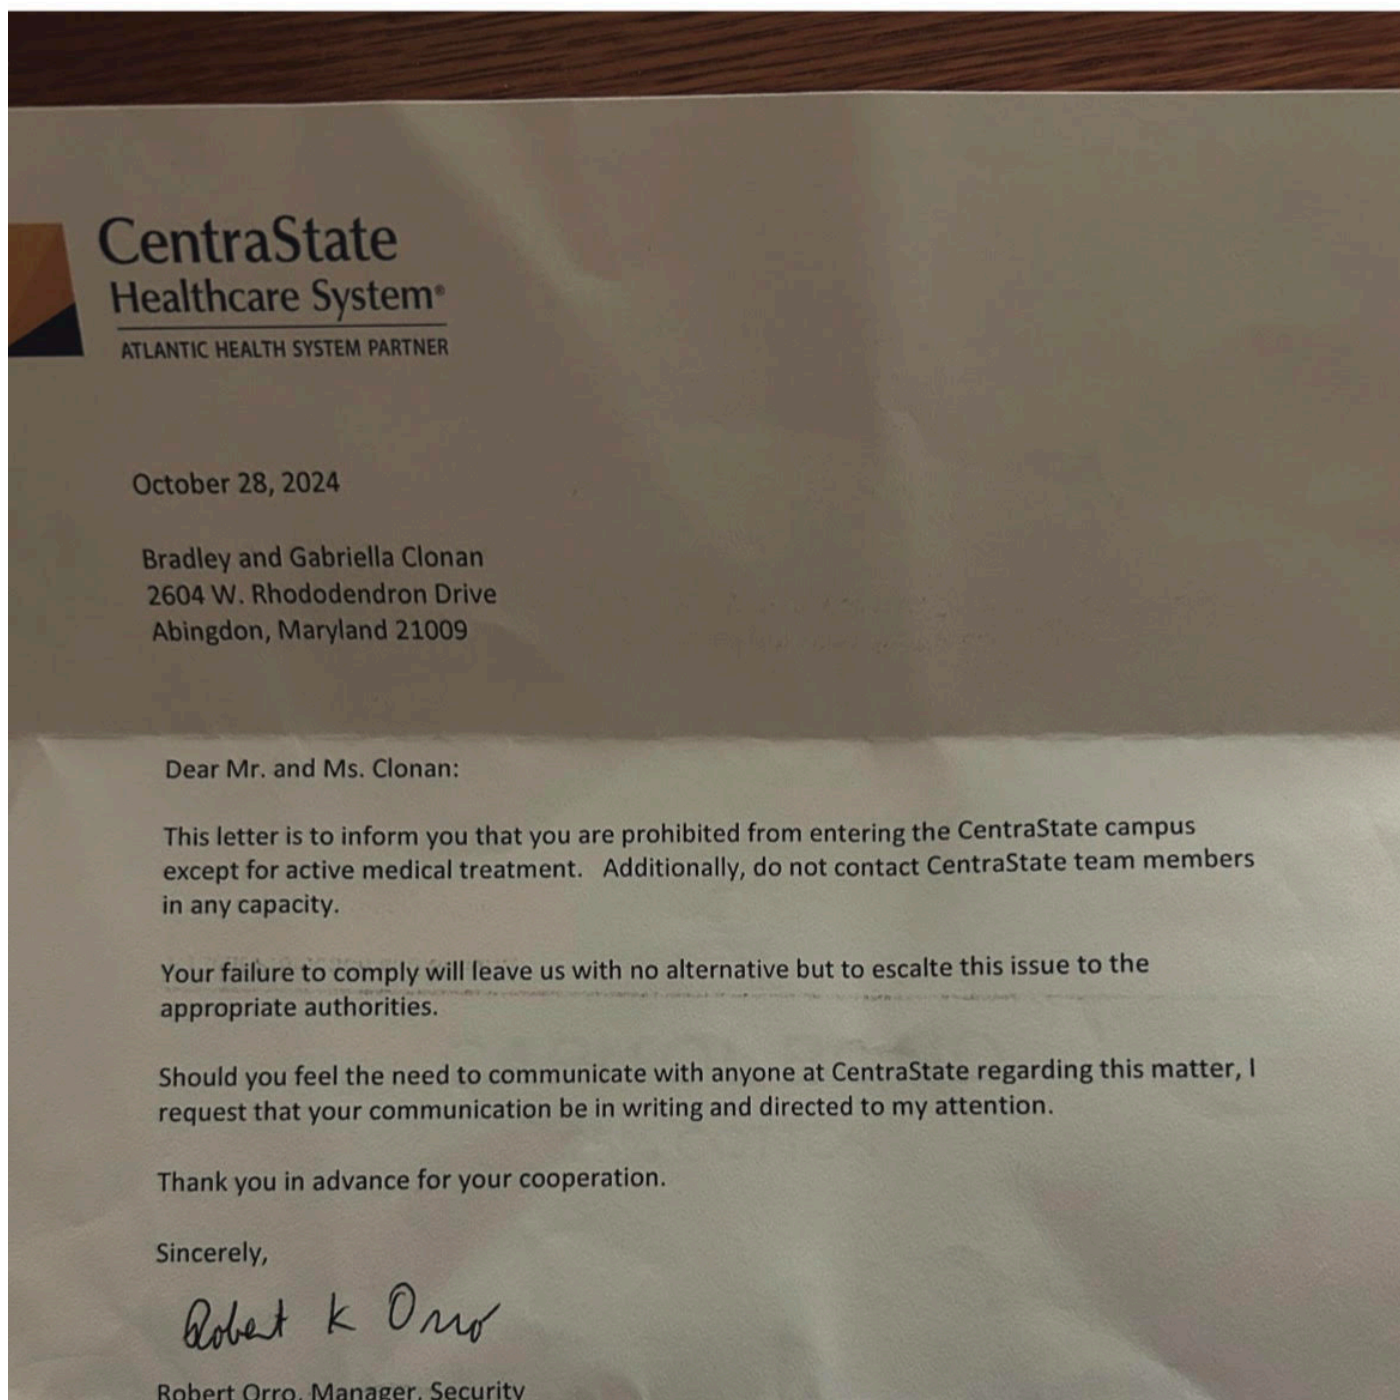 CentraState
Healthcare System®
ATLANTIC HEALTH SYSTEM PARTNER
October 28, 2024
Bradley and Gabriella Clonan
2604 W. Rhododendron Drive
Abingdon, Maryland 21009
Dear Mr. and Ms. Clonan:
This letter is to inform you that you are prohibited from entering the CentraState campus
except for active medical treatment. Additionally, do not contact CentraState team members
in any capacity.
Your failure to comply will leave us with no alternative but to escalte this issue to the
appropriate authorities.
Should you feel the need to communicate with anyone at CentraState regarding this matter, I
request that your communication be in writing and directed to my attention.
Thank you in advance for your cooperation.
Sincerely,
Robert K Orro
Robert Orro, Manager, Security